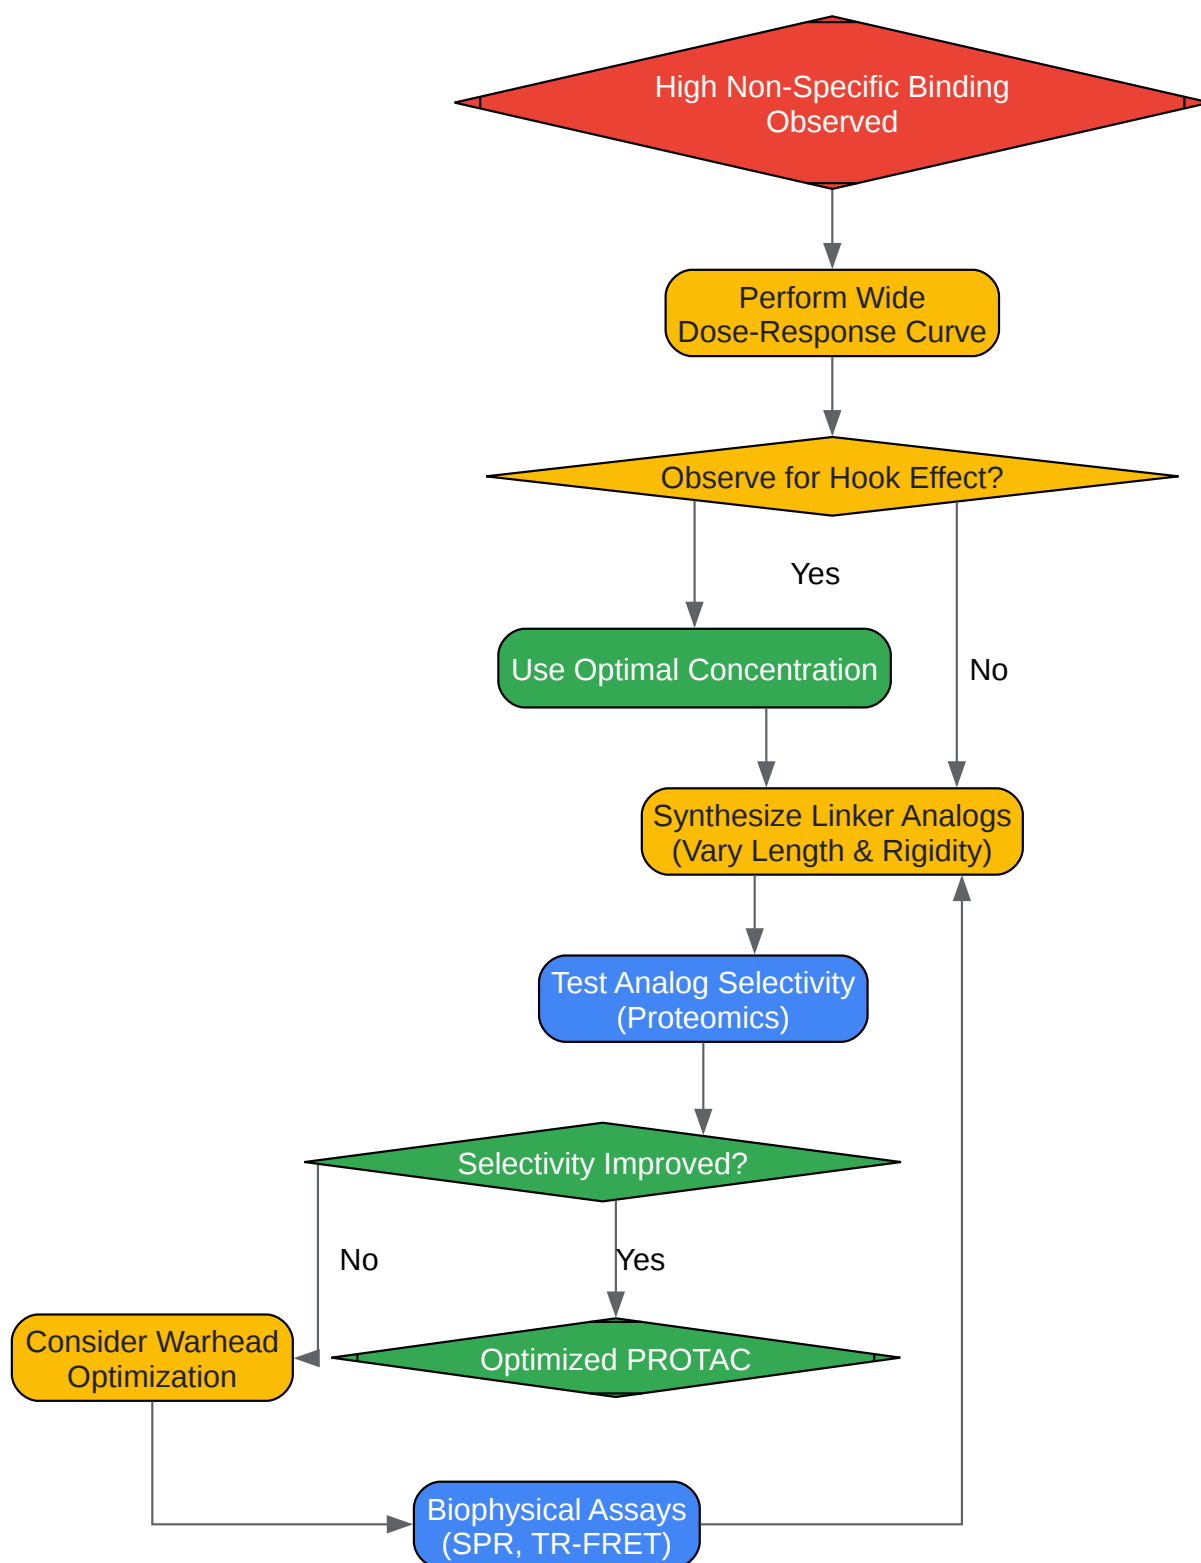 High Non-Specific Binding
Observed
Perform Wide
Dose-Response Curve
Observe for Hook Effect?
Yes
Use Optimal Concentration
No
Synthesize Linker Analogs
(Vary Length & Rigidity)
Test Analog Selectivity
(Proteomics)
Selectivity Improved?
No
Yes
Consider Warhead
Optimization
Optimized PROTAC
Biophysical Assays
(SPR, TR-FRET)